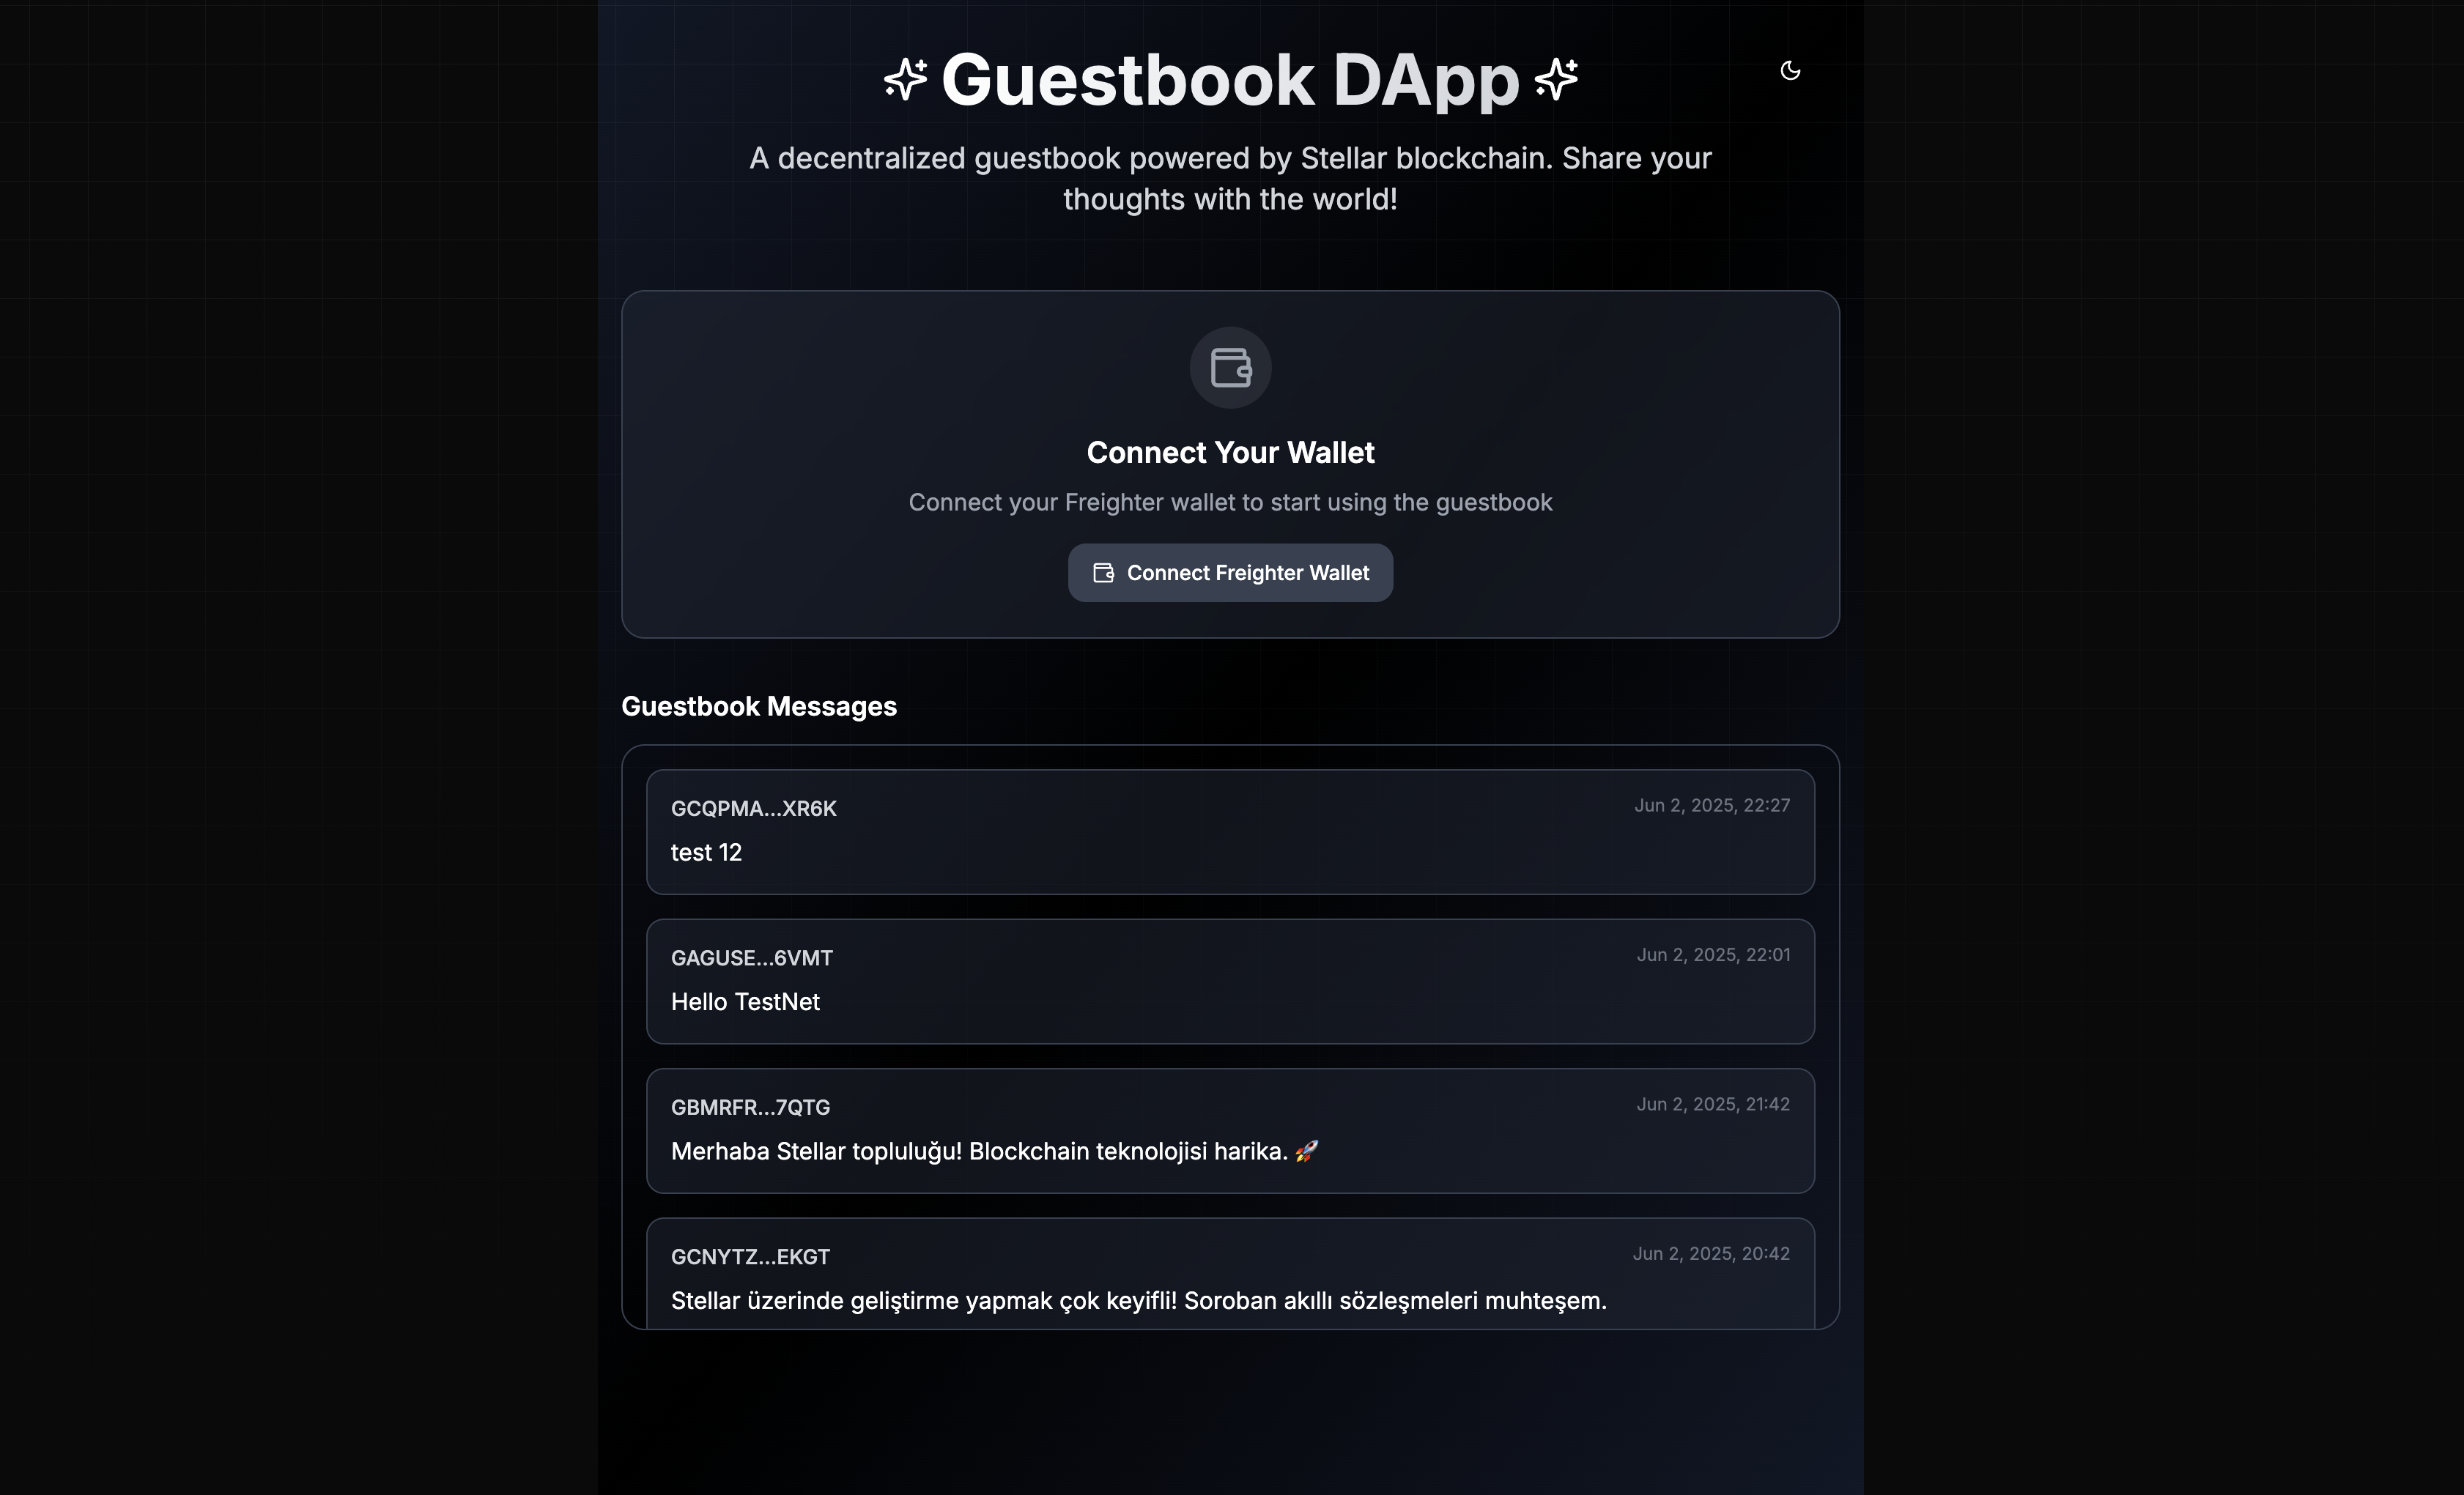 Guestbook DApp
A decentralized guestbook powered by Stellar blockchain. Share your
thoughts with the world!
Connect Your Wallet
Connect your Freighter wallet to start using the guestbook
Connect Freighter Wallet
Guestbook Messages
GCQPMA...XR6K
Jun 2, 2025, 22:27
test 12
GAGUSE...6VMT
Jun 2, 2025, 22:01
Hello TestNet
GBMRFR...7QTG
Jun 2, 2025, 21:42
Merhaba Stellar topluluğu! Blockchain teknolojisi harika. 🚀
GCNYTZ...EKGT
Jun 2, 2025, 20:42
Stellar üzerinde geliştirme yapmak çok keyifli! Soroban akıllı sözleşmeleri muhteşem.